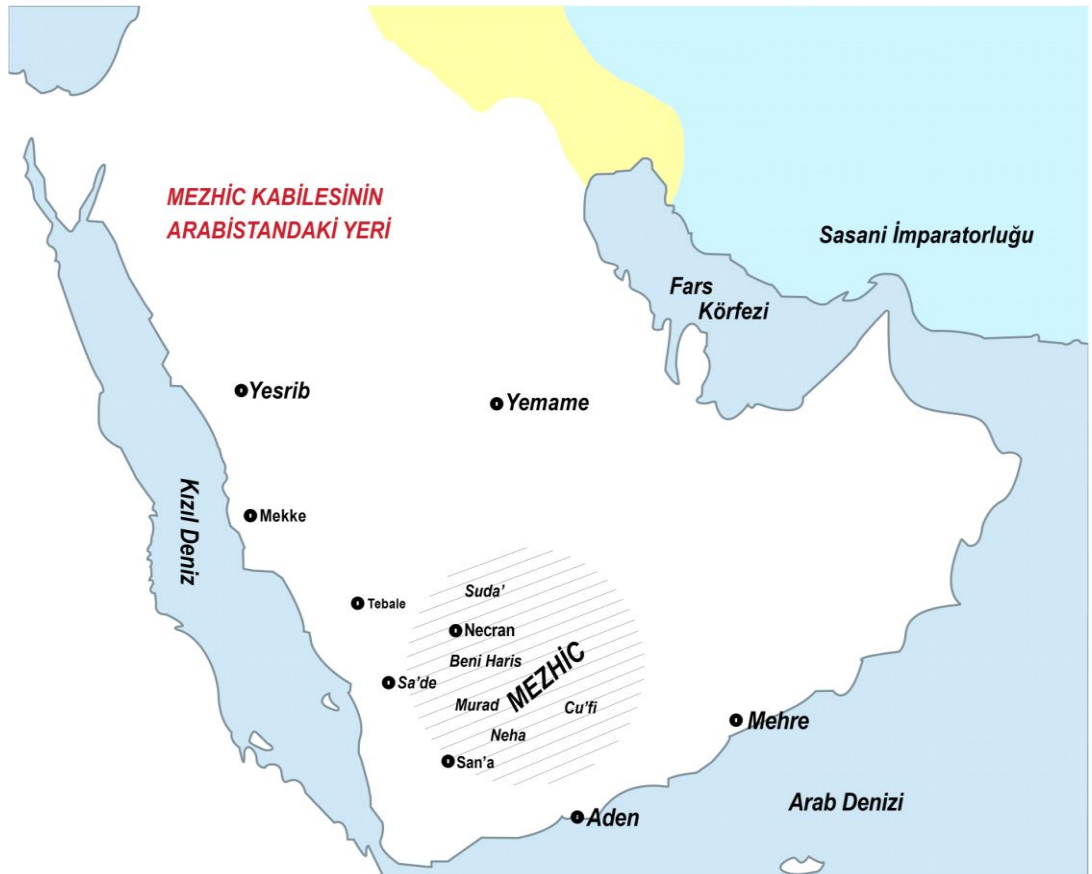 MEZHİC KABİLESİNİN
ARABİSTANDAKİ YERİ
Sasani İmparatorluğu
Fars
Körfezi
Yesrib
Yemame
Kızıl Deniz
Mekke
Suda'
Tebale
Necran
Beni Haris
MEZHİC
Sa'de
Murad
Cu'fi
Neha
Mehre
San'a
Arab Denizi
Aden